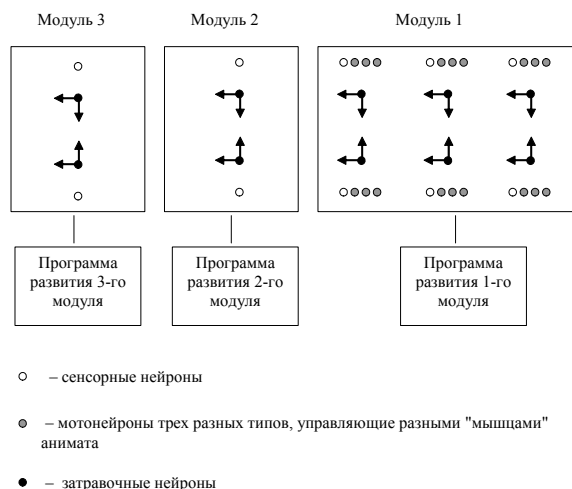 Модуль 3 Модуль 2 Модуль 1
Программа
развития 3-го
модуля
Программа
развития 2-го
модуля
Программа
развития 1-го
модуля
– сенсорные нейроны
– мотонейроны трех разных типов, управляющие разными "мышцами"
анимата
– затравочные нейроны